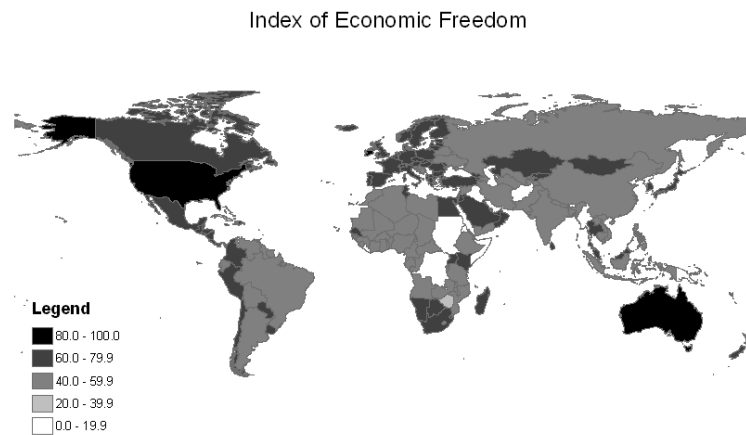 Index of Economic Freedom
Legend
80.0 - 100.0
60.0 - 79.9
40.0 - 59.9
20.0 - 39.9
0.0 - 19.9